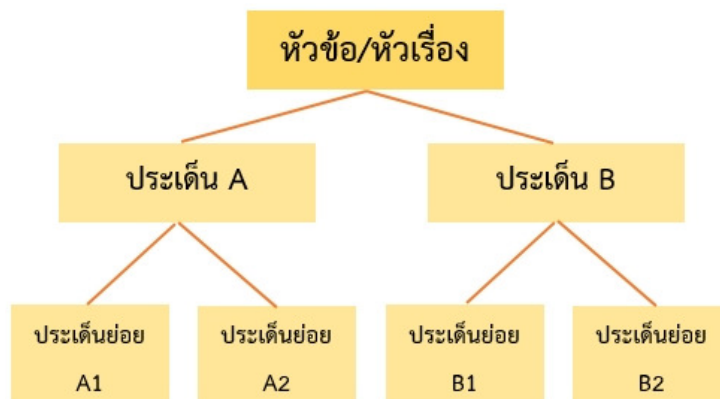 หัวข้อ/หัวเรื่อง
ประเด็น A
ประเด็น B
ประเด็นย่อย
A1
ประเด็นย่อย
A2
ประเด็นย่อย
B1
ประเด็นย่อย
B2